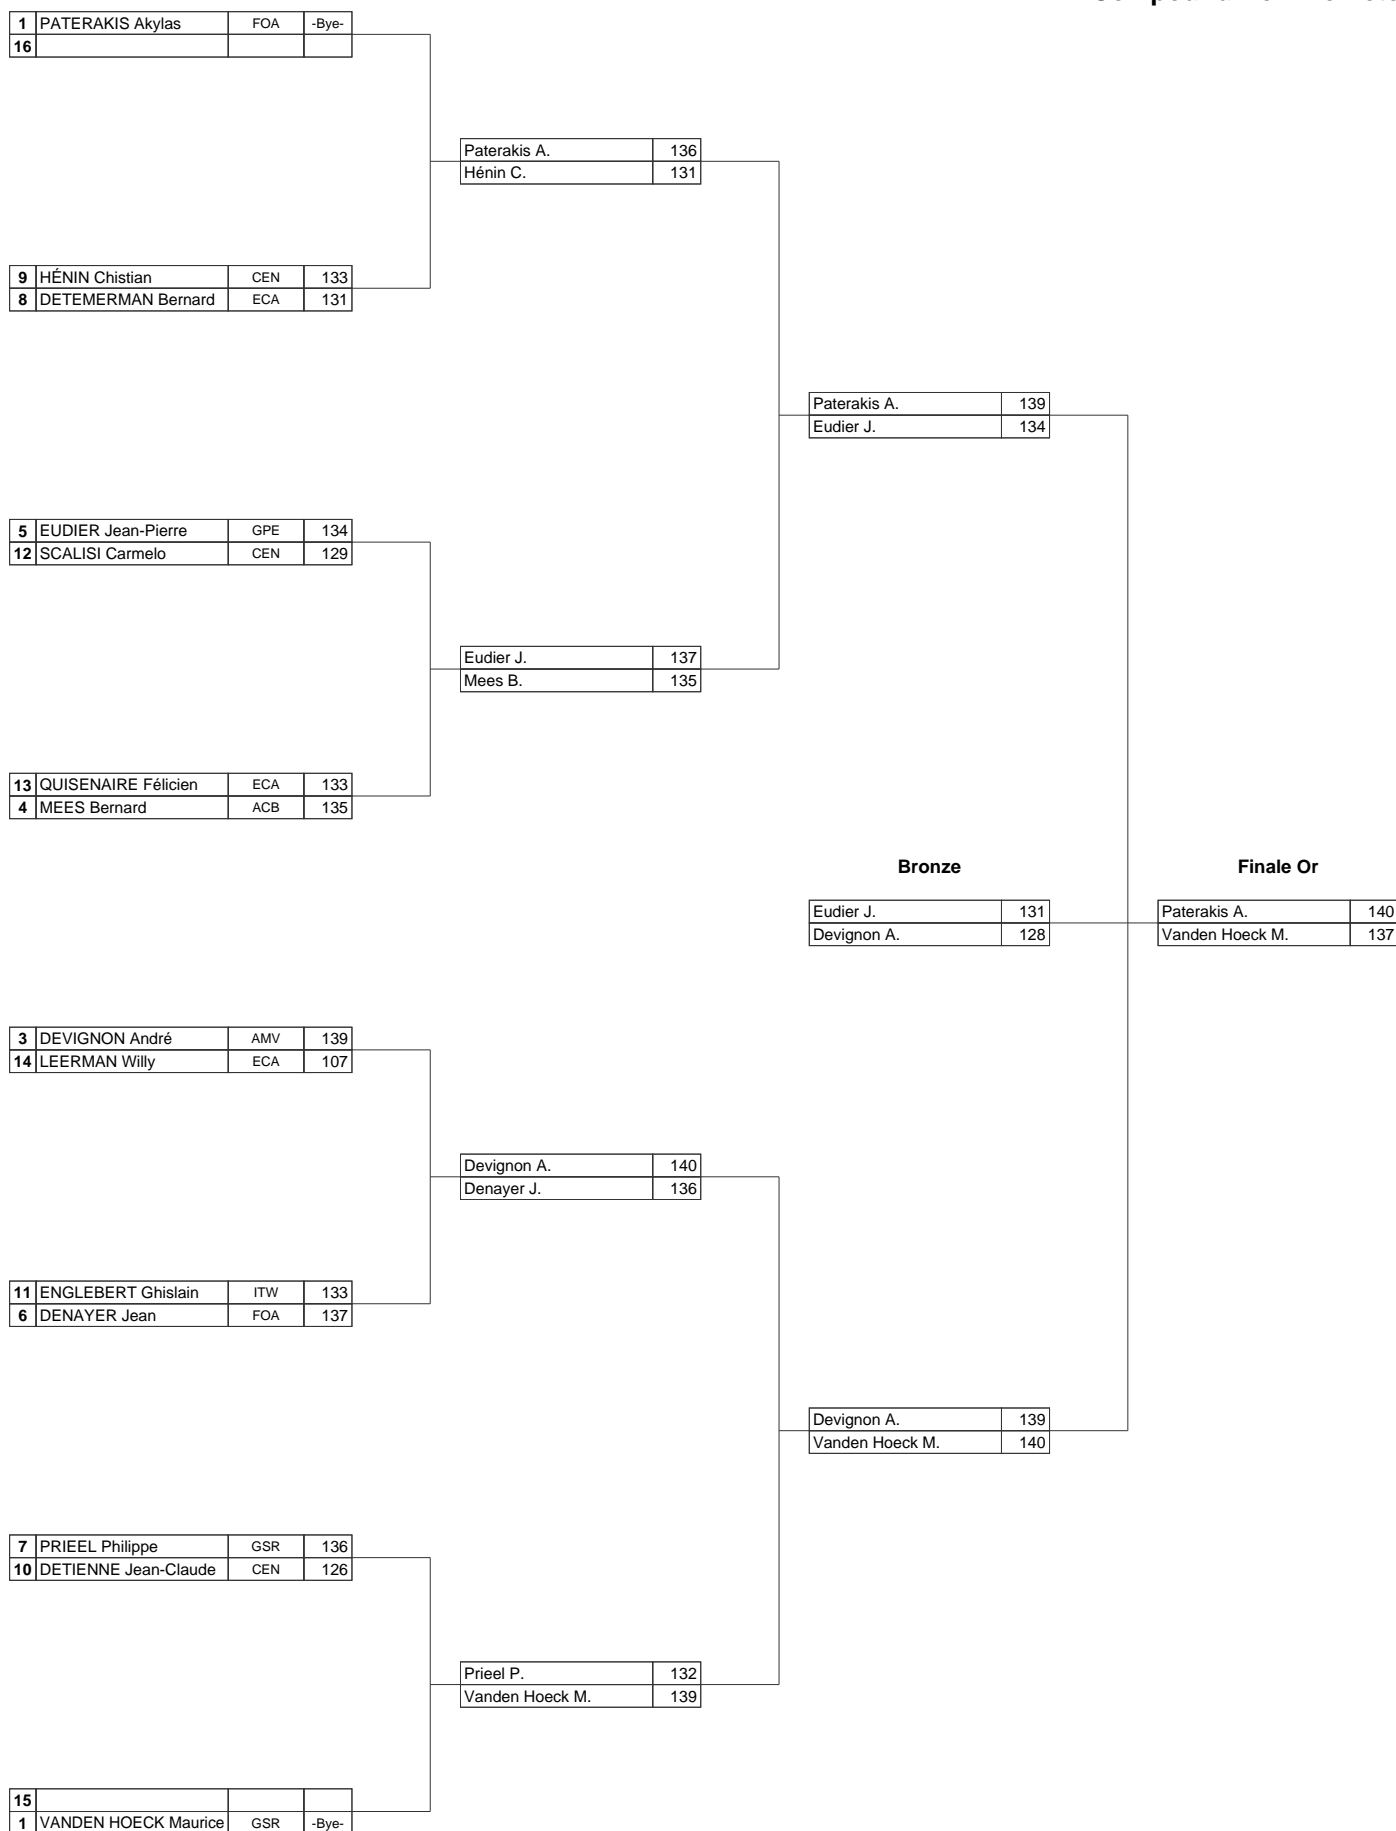 1 PATERAKIS Akylas FOA -Bye-
16
Paterakis A. 136
Hénin C. 131
9 HÉNIN Chistian CEN 133
8 DETEMERMAN Bernard ECA 131
Paterakis A. 139
Eudier J. 134
5 EUDIER Jean-Pierre GPE 134
12 SCALISI Carmelo CEN 129
Eudier J. 137
Mees B. 135
13 QUISENAIRE Félicien ECA 133
4 MEES Bernard ACB 135
Bronze Finale Or
Eudier J. 131 Paterakis A. 140
Devignon A. 128 Vanden Hoeck M. 137
3 DEVIGNON André AMV 139
14 LEERMAN Willy ECA 107
Devignon A. 140
Denayer J. 136
11 ENGLEBERT Ghislain ITW 133
6 DENAYER Jean FOA 137
Devignon A. 139
Vanden Hoeck M. 140
7 PRIEEL Philippe GSR 136
10 DETIENNE Jean-Claude CEN 126
Prieel P. 132
Vanden Hoeck M. 139
15
1 VANDEN HOECK Maurice GSR -Bye-